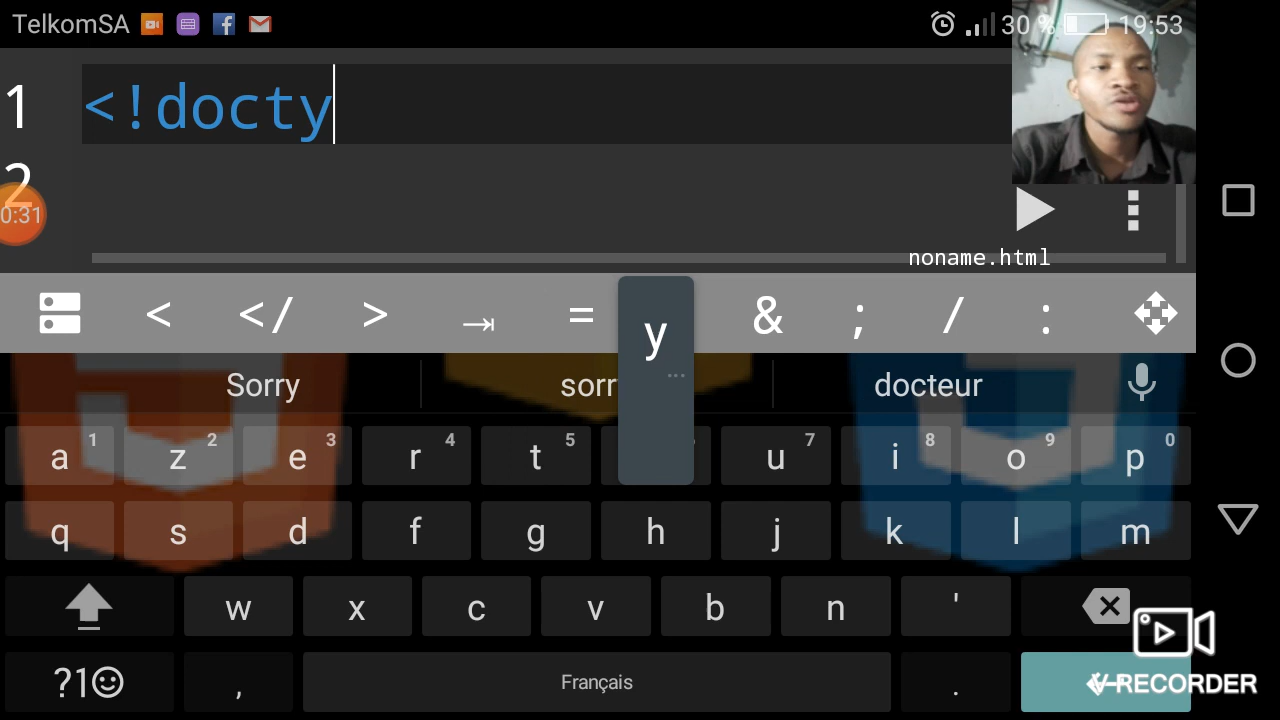 TelkomSA 30 % 19:53
1 <!docty
2
0:31
noname.html
< </ > ⇥ = & ; / :
y
...
Sorry sorr docteur
a 1 z 2 e 3 r 4 t 5 u 7 i 8 o 9 p 0
q s d f g h j k l m
w x c v b n '
?1☺ , Français .
V-RECORDER